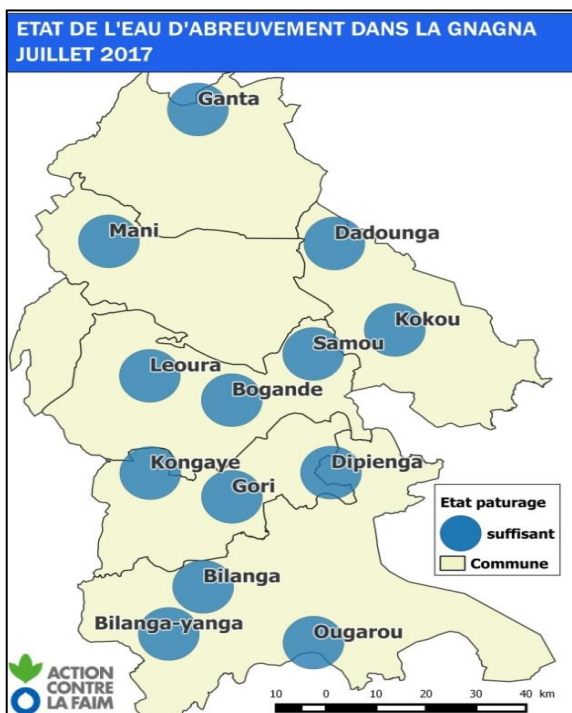 ETAT DE L'EAU D'ABREUVEMENT DANS LA GNAGNA
JUILLET 2017
Ganta
Mani
Dadounga
Kokou
Samou
Leoura
Bogande
Kongaye
Dipienga
Gori
Etat paturage
suffisant
Commune
Bilanga
Bilanga-yanga
Ougarou
ACTION
CONTRE
LA FAIM
10 0 10 20 30 40 km